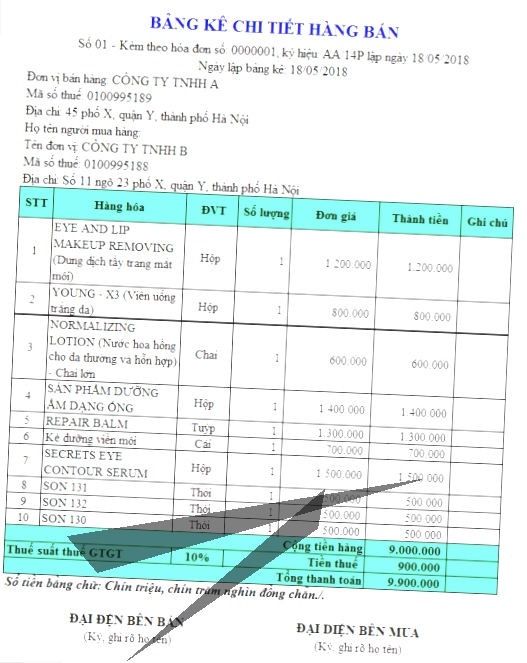 BẢNG KÊ CHI TIẾT HÀNG BÁN
Số 01 - Kèm theo hóa đơn số 0000001, ký hiệu: AA 14P lập ngày 18/05/2018
Ngày lập bảng kê: 18/05/2018
Đơn vị bán hàng: CÔNG TY TNHH A
Mã số thuế: 0100995189
Địa chỉ: 45 phố X, quận Y, thành phố Hà Nội
Họ tên người mua hàng:
Tên đơn vị: CÔNG TY TNHH B
Mã số thuế: 0100995188
Địa chỉ: Số 11 ngõ 23 phố X, quận Y, thành phố Hà Nội
STT Hàng hóa ĐVT Số lượng Đơn giá Thành tiền Ghi chú
1 EYE AND LIP MAKEUP REMOVING (Dung dịch tẩy trang mắt môi) Hộp 1 1.200.000 1.200.000
2 YOUNG - X3 (Viên uống trắng da) Hộp 1 800.000 800.000
3 NORMALIZING LOTION (Nước hoa hồng cho da thường và hỗn hợp) - Chai lớn Chai 1 600.000 600.000
4 SẢN PHẨM DƯỠNG ẨM DẠNG ỐNG Hộp 1 1.400.000 1.400.000
5 REPAIR BALM Tuýp 1 1.300.000 1.300.000
6 Kẻ dưỡng viền môi Cái 1 700.000 700.000
7 SECRETS EYE CONTOUR SERUM Hộp 1 1.500.000 1.500.000
8 SON 131 Thỏi 1 500.000 500.000
9 SON 132 Thỏi 1 500.000 500.000
10 SON 130 Thỏi 1 500.000 500.000
Cộng tiền hàng 9.000.000
Thuế suất thuế GTGT 10% Tiền thuế 900.000
Tổng thanh toán 9.900.000
Số tiền bằng chữ: Chín triệu, chín trăm nghìn đồng chẵn./.
ĐẠI DIỆN BÊN BÁN
(Ký, ghi rõ họ tên)
ĐẠI DIỆN BÊN MUA
(Ký, ghi rõ họ tên)